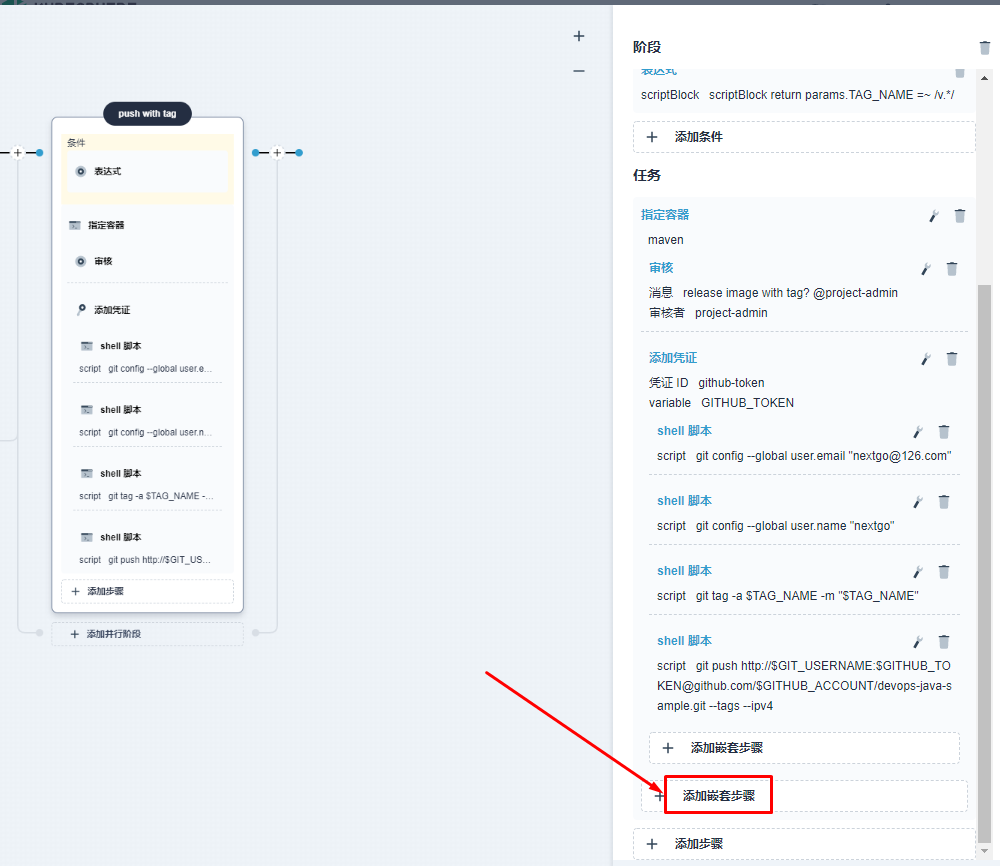 push with tag
条件
表达式
指定容器
审核
添加凭证
shell 脚本
script git config --global user.e...
shell 脚本
script git config --global user.n...
shell 脚本
script git tag -a $TAG_NAME -...
shell 脚本
script git push http://$GIT_US...
添加步骤
添加并行阶段
阶段
表达式
scriptBlock scriptBlock return params.TAG_NAME =~ /v.*/
添加条件
任务
指定容器
maven
审核
消息 release image with tag? @project-admin
审核者 project-admin
添加凭证
凭证 ID github-token
variable GITHUB_TOKEN
shell 脚本
script git config --global user.email "nextgo@126.com"
shell 脚本
script git config --global user.name "nextgo"
shell 脚本
script git tag -a $TAG_NAME -m "$TAG_NAME"
shell 脚本
script git push http://$GIT_USERNAME:$GITHUB_TO
KEN@github.com/$GITHUB_ACCOUNT/devops-java-s
ample.git --tags --ipv4
添加嵌套步骤
添加嵌套步骤
添加步骤